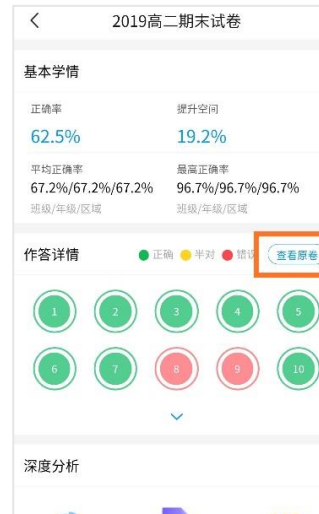 2019高二期末试卷
基本学情
正确率 提升空间
62.5% 19.2%
平均正确率 最高正确率
67.2%/67.2%/67.2% 96.7%/96.7%/96.7%
班级/年级/区域 班级/年级/区域
作答详情 正确 半对 错误 查看原卷
1 2 3 4 5
6 7 8 9 10
深度分析